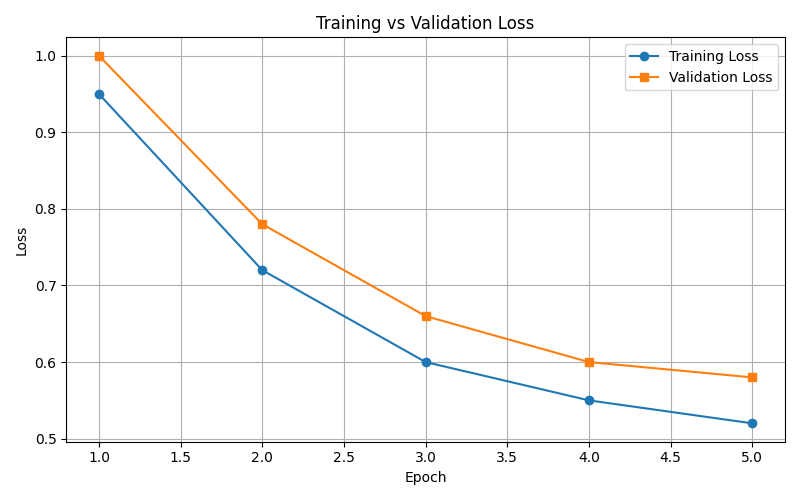 Training vs Validation Loss
Training Loss
Validation Loss
1.0
0.9
0.8
0.7
0.6
0.5
Loss
1.0 1.5 2.0 2.5 3.0 3.5 4.0 4.5 5.0
Epoch